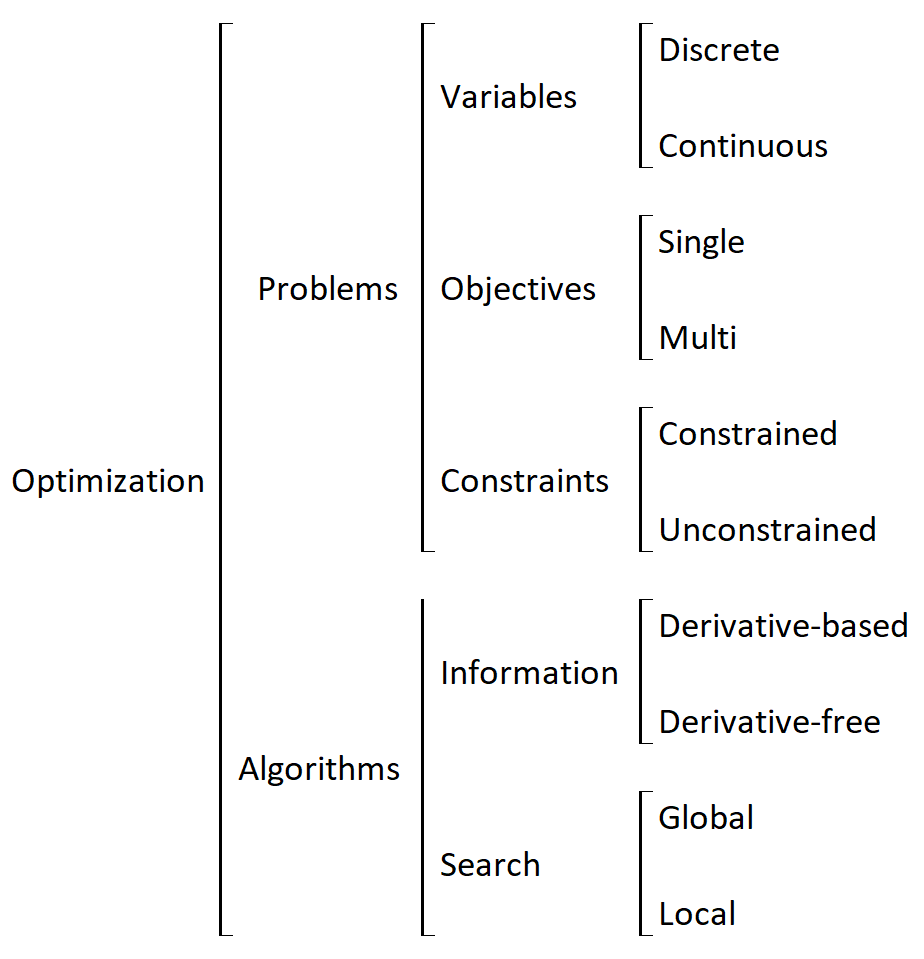 Optimization
Problems
Variables
Discrete
Continuous
Objectives
Single
Multi
Constraints
Constrained
Unconstrained
Algorithms
Information
Derivative-based
Derivative-free
Search
Global
Local